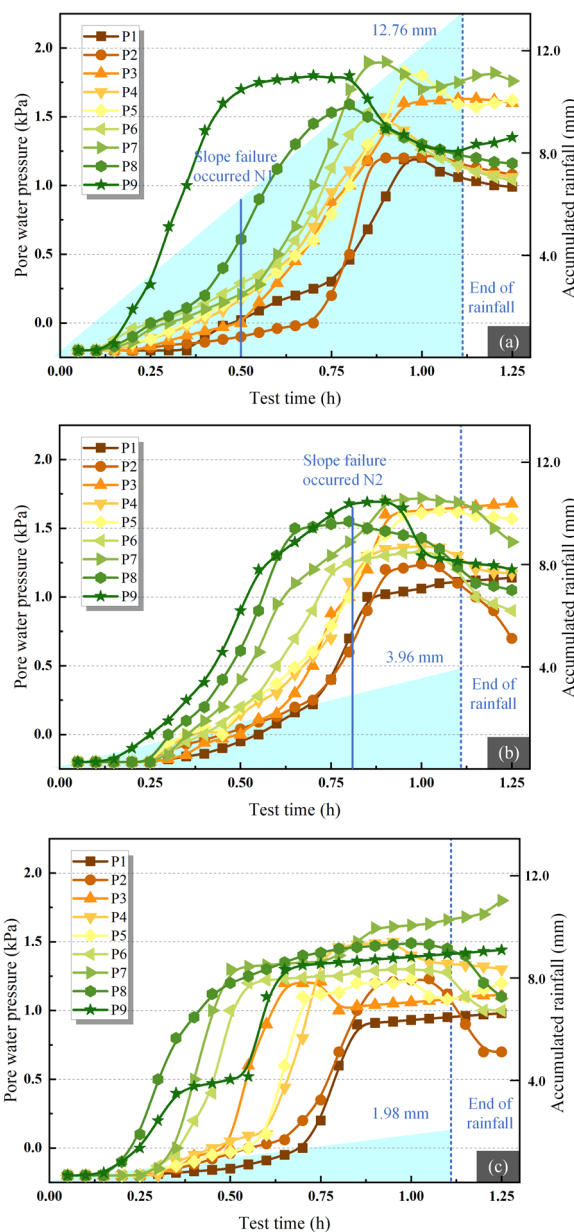 12.76 mm
2.0
1.5
1.0
0.5
0.0
Pore water pressure (kPa)
P1
P2
P3
P4
P5
P6
P7
P8
P9
Slope failure
occurred N1
End of
rainfall
(a)
12.0
8.0
4.0
Accumulated rainfall (mm)
0.00
0.25
0.50
0.75
1.00
1.25
Test time (h)
2.0
1.5
1.0
0.5
0.0
Pore water pressure (kPa)
P1
P2
P3
P4
P5
P6
P7
P8
P9
Slope failure
occurred N2
3.96 mm
End of
rainfall
(b)
12.0
8.0
4.0
Accumulated rainfall (mm)
0.00
0.25
0.50
0.75
1.00
1.25
Test time (h)
2.0
1.5
1.0
0.5
0.0
Pore water pressure (kPa)
P1
P2
P3
P4
P5
P6
P7
P8
P9
1.98 mm
End of
rainfall
(c)
12.0
8.0
4.0
Accumulated rainfall (mm)
0.00
0.25
0.50
0.75
1.00
1.25
Test time (h)